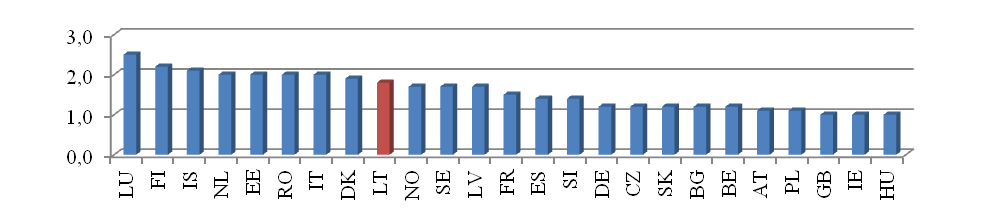 3,0
2,0
1,0
0,0
LU FI IS NL EE RO IT DK LT NO SE LV FR ES SI DE CZ SK BG BE AT PL GB IE HU